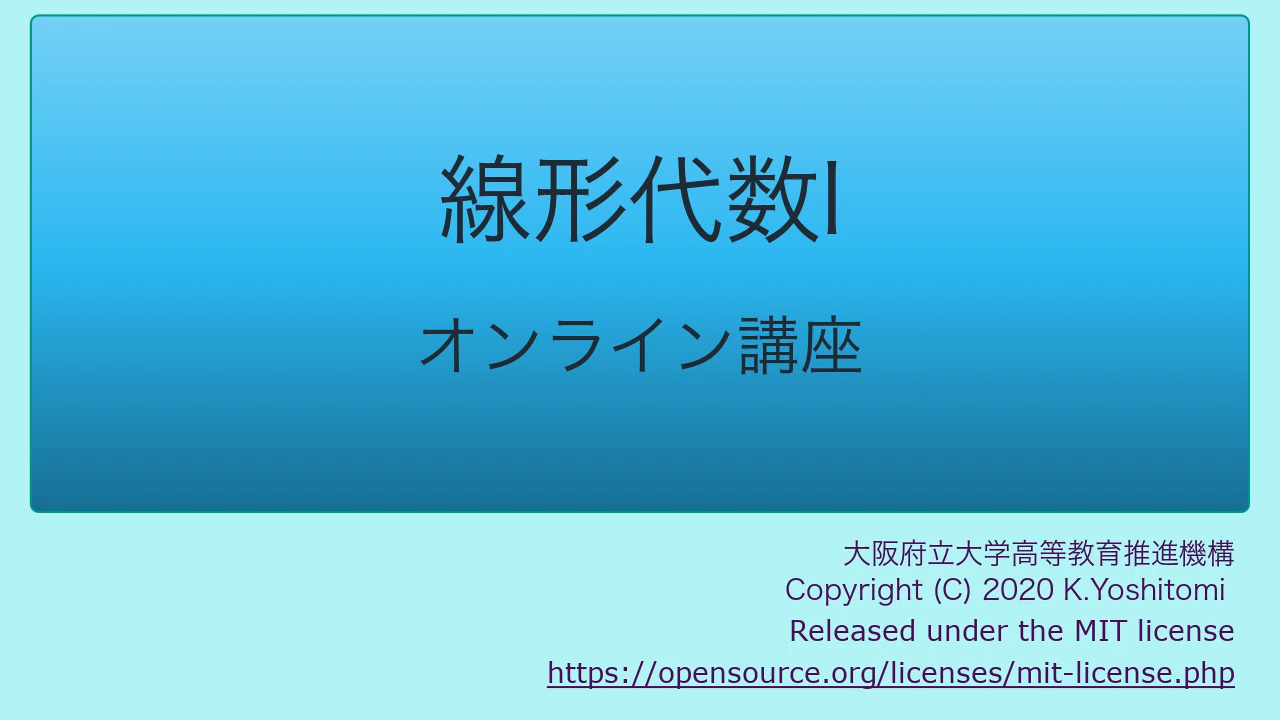 線形代数I
オンライン講座
大阪府立大学高等教育推進機構
Copyright (C) 2020 K.Yoshitomi
Released under the MIT license
https://opensource.org/licenses/mit-license.php